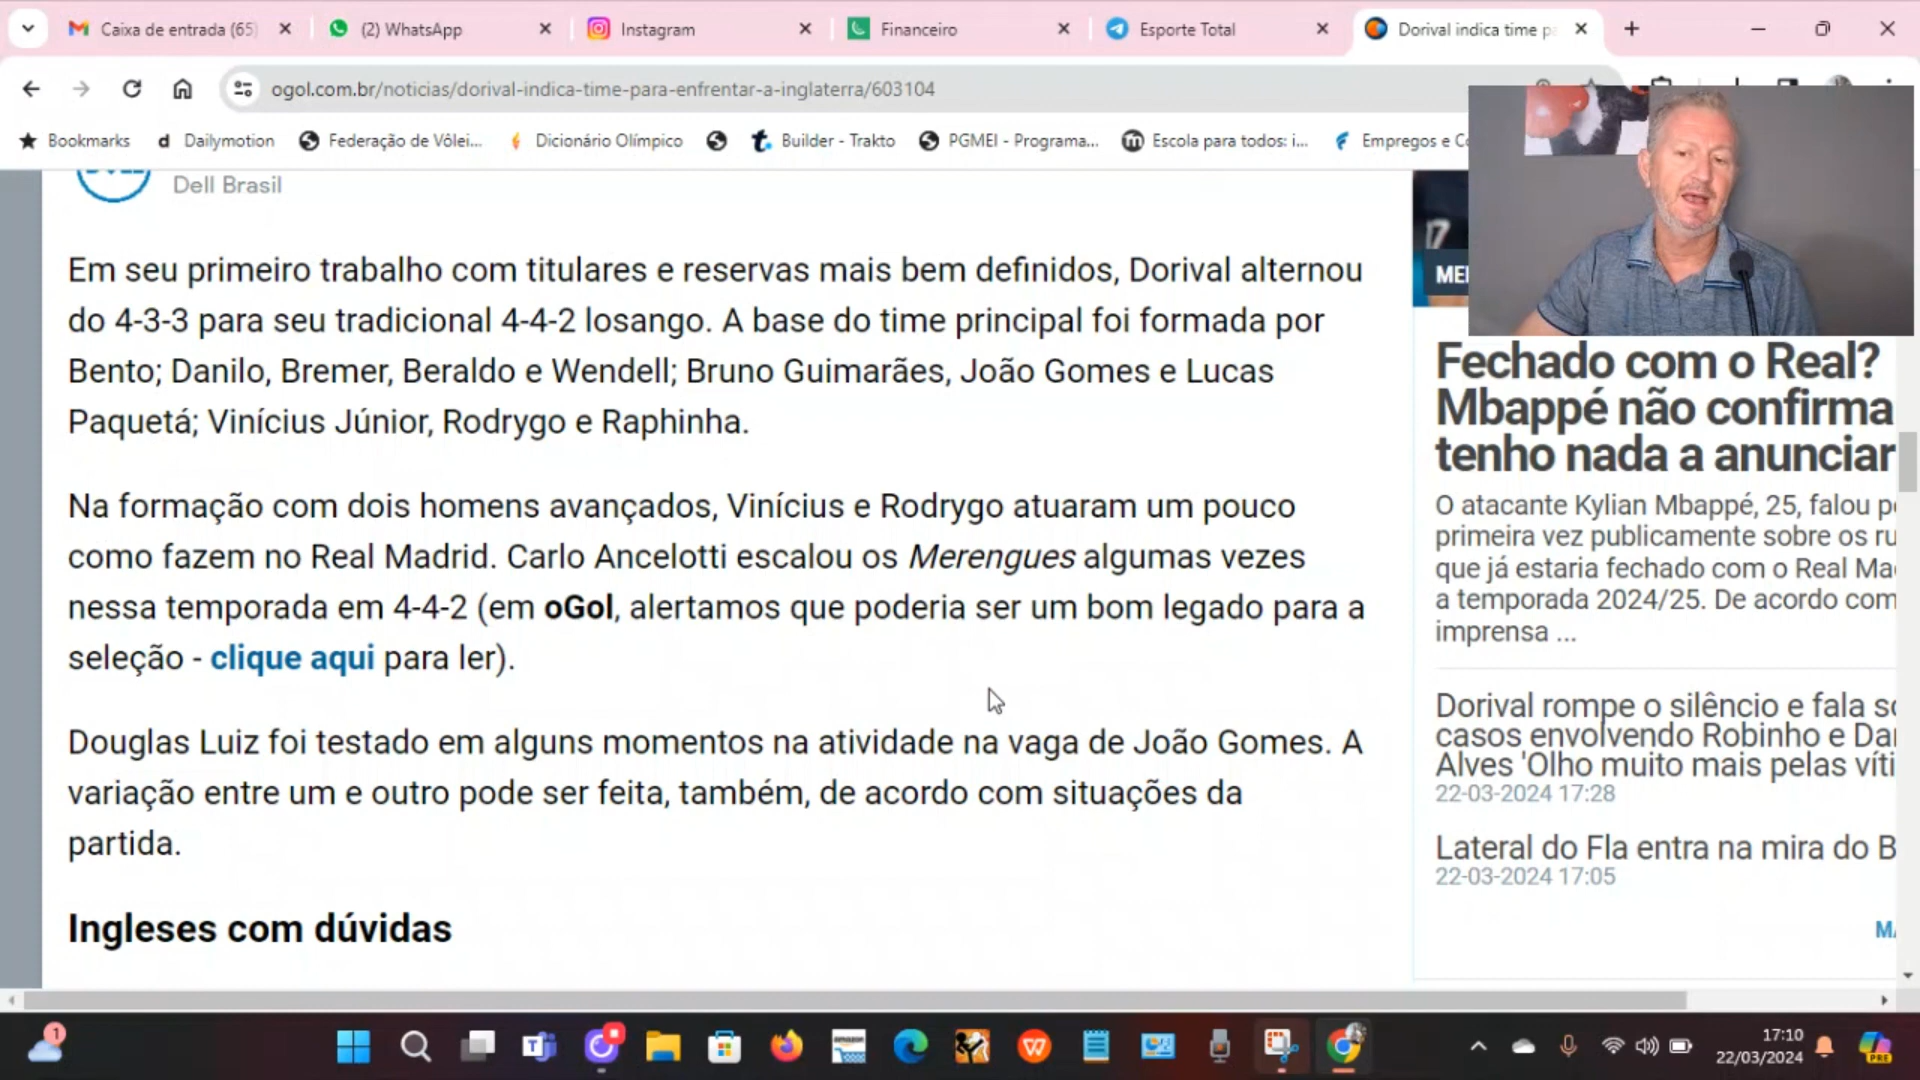 Caixa de entrada (65)
(2) WhatsApp
Instagram
Financeiro
Esporte Total
Dorival indica time pa
ogol.com.br/noticias/dorival-indica-time-para-enfrentar-a-inglaterra/603104
Bookmarks
d Dailymotion
Federação de Vôlei...
Dicionário Olímpico
t. Builder - Trakto
PGMEI - Programa...
m Escola para todos: i...
Empregos e Co
Dell Brasil
Em seu primeiro trabalho com titulares e reservas mais bem definidos, Dorival alternou
do 4-3-3 para seu tradicional 4-4-2 losango. A base do time principal foi formada por
Bento; Danilo, Bremer, Beraldo e Wendell; Bruno Guimarães, João Gomes e Lucas
Paquetá; Vinícius Júnior, Rodrygo e Raphinha.
Na formação com dois homens avançados, Vinícius e Rodrygo atuaram um pouco
como fazem no Real Madrid. Carlo Ancelotti escalou os Merengues algumas vezes
nessa temporada em 4-4-2 (em oGol, alertamos que poderia ser um bom legado para a
seleção - clique aqui para ler).
Douglas Luiz foi testado em alguns momentos na atividade na vaga de João Gomes. A
variação entre um e outro pode ser feita, também, de acordo com situações da
partida.
Ingleses com dúvidas
17
MER
Fechado com o Real?
Mbappé não confirma
tenho nada a anunciar
O atacante Kylian Mbappé, 25, falou pe
primeira vez publicamente sobre os ru
que já estaria fechado com o Real Ma
a temporada 2024/25. De acordo com
imprensa ...
Dorival rompe o silêncio e fala so
casos envolvendo Robinho e Da
Alves 'Olho muito mais pelas víti
22-03-2024 17:28
Lateral do Fla entra na mira do B
22-03-2024 17:05
MA
1
amazon
17:10
22/03/2024
PRE